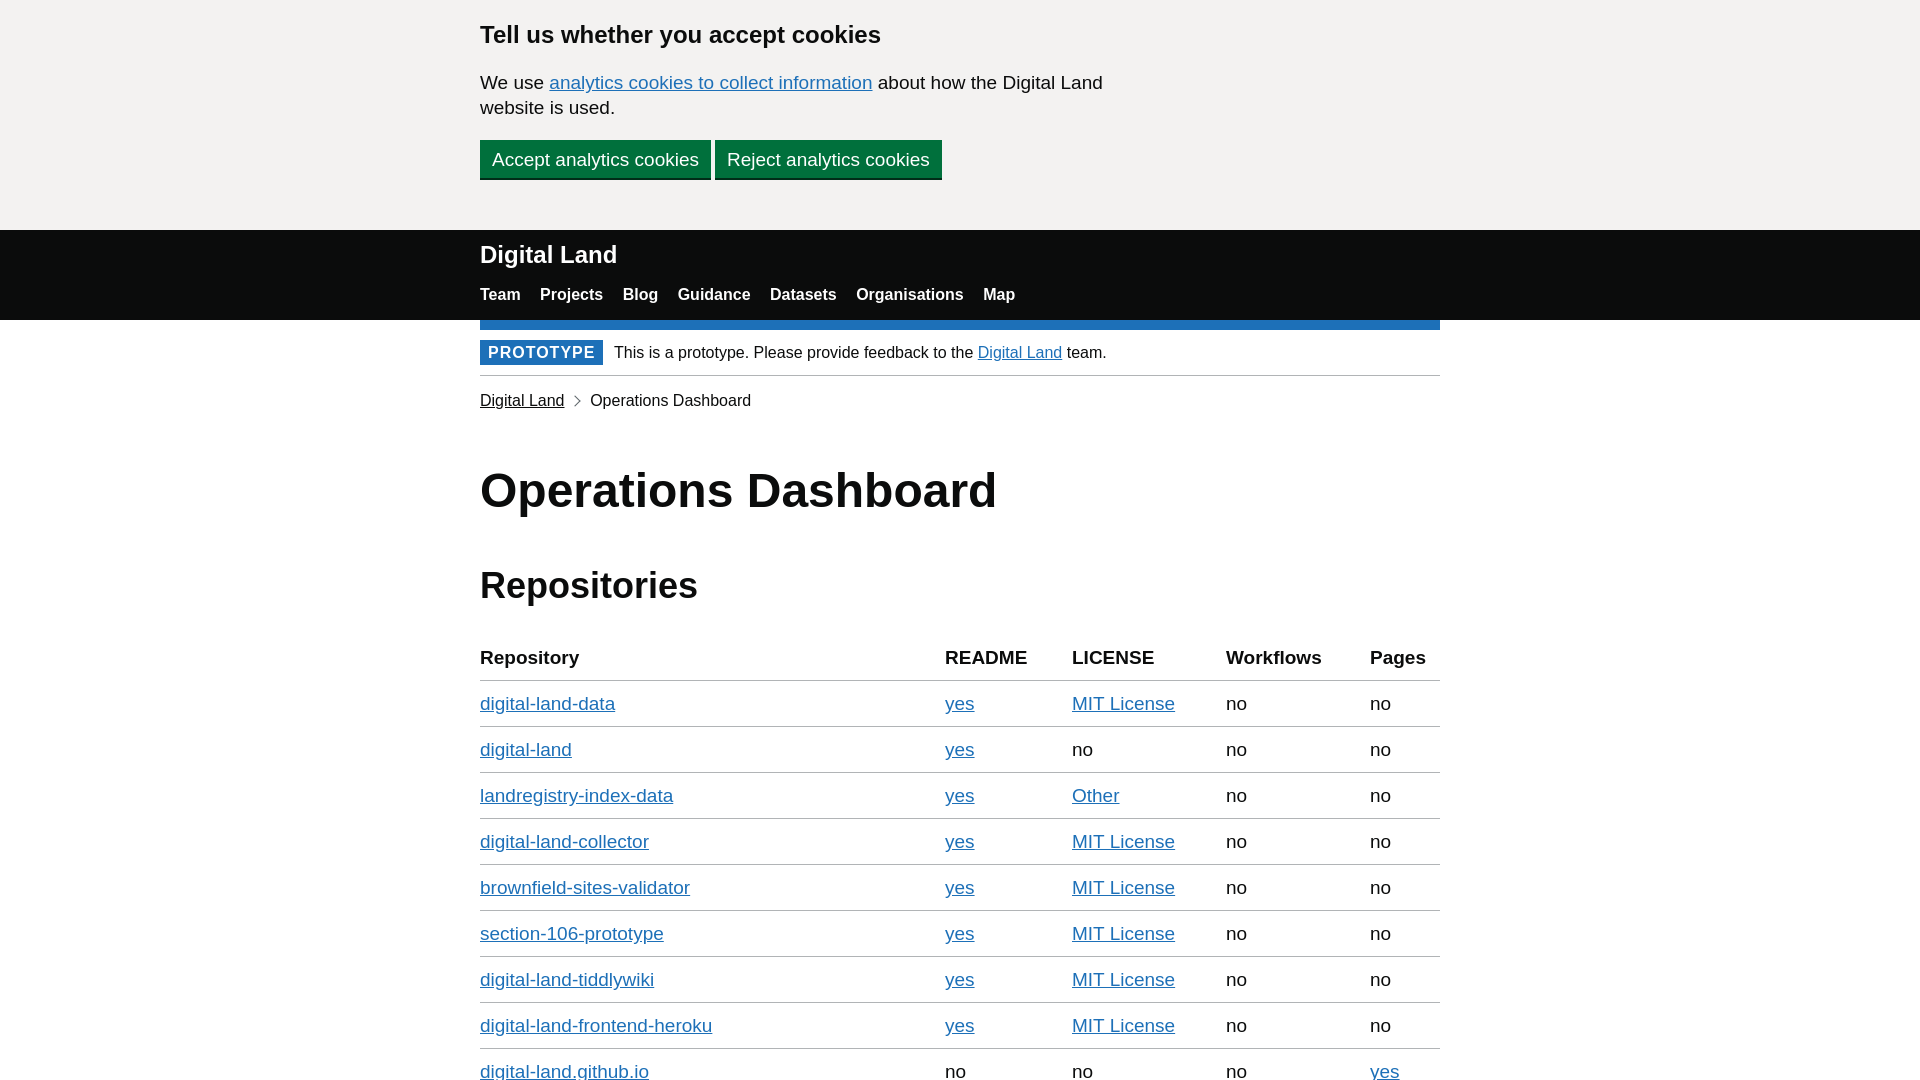 Tell us whether you accept cookies
We use analytics cookies to collect information about how the Digital Land
website is used.
Accept analytics cookies Reject analytics cookies
Digital Land
Team Projects Blog Guidance Datasets Organisations Map
PROTOTYPE This is a prototype. Please provide feedback to the Digital Land team.
Digital Land Operations Dashboard
Operations Dashboard
Repositories
Repository README LICENSE Workflows Pages
digital-land-data yes MIT License no no
digital-land yes no no no
landregistry-index-data yes Other no no
digital-land-collector yes MIT License no no
brownfield-sites-validator yes MIT License no no
section-106-prototype yes MIT License no no
digital-land-tiddlywiki yes MIT License no no
digital-land-frontend-heroku yes MIT License no no
digital-land.github.io no no no yes